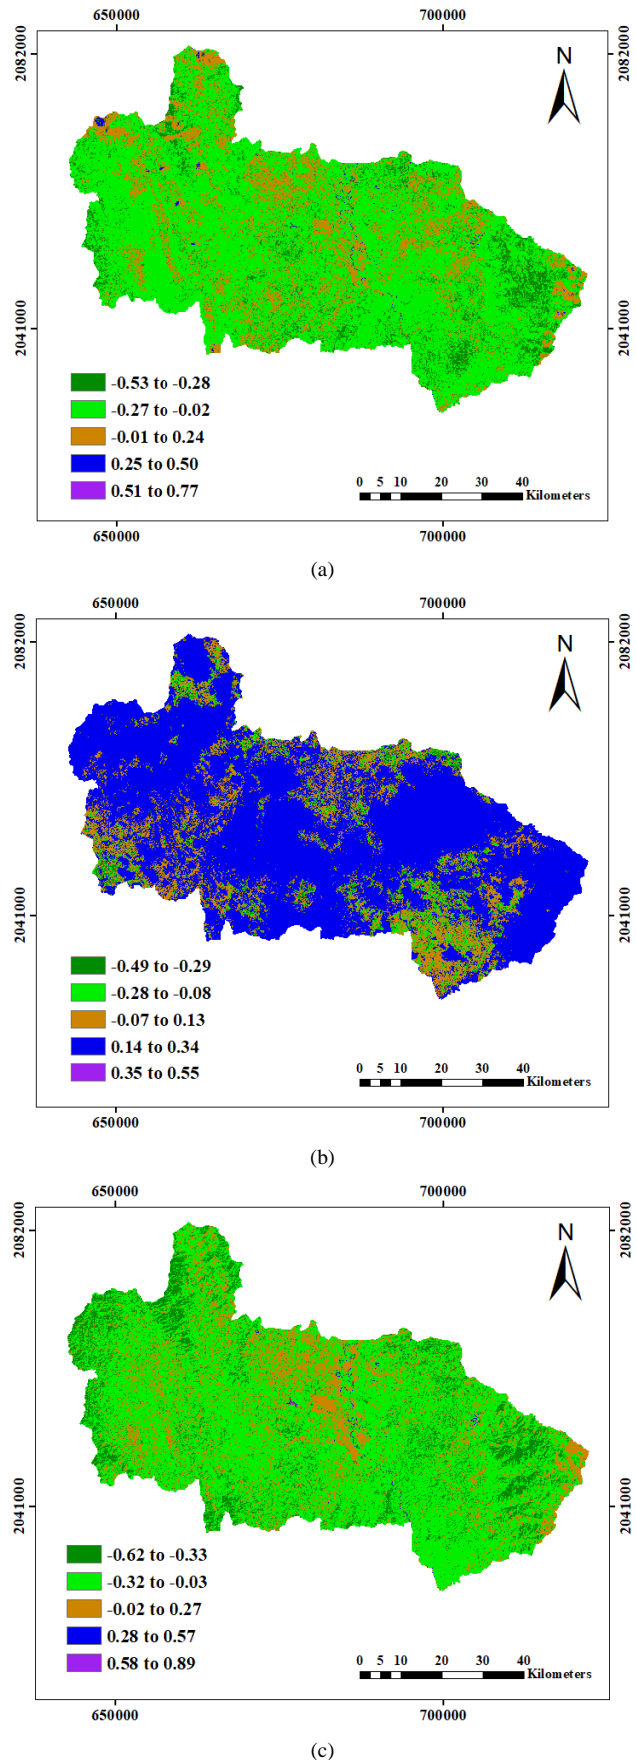 650000 700000
2082000 2082000
N
2041000 2041000
-0.53 to -0.28
-0.27 to -0.02
-0.01 to 0.24
0.25 to 0.50
0.51 to 0.77
0 5 10 20 30 40
Kilometers
650000 700000
(a)
650000 700000
2082000 2082000
N
2041000 2041000
-0.49 to -0.29
-0.28 to -0.08
-0.07 to 0.13
0.14 to 0.34
0.35 to 0.55
0 5 10 20 30 40
Kilometers
650000 700000
(b)
650000 700000
2082000 2082000
N
2041000 2041000
-0.62 to -0.33
-0.32 to -0.03
-0.02 to 0.27
0.28 to 0.57
0.58 to 0.89
0 5 10 20 30 40
Kilometers
650000 700000
(c)